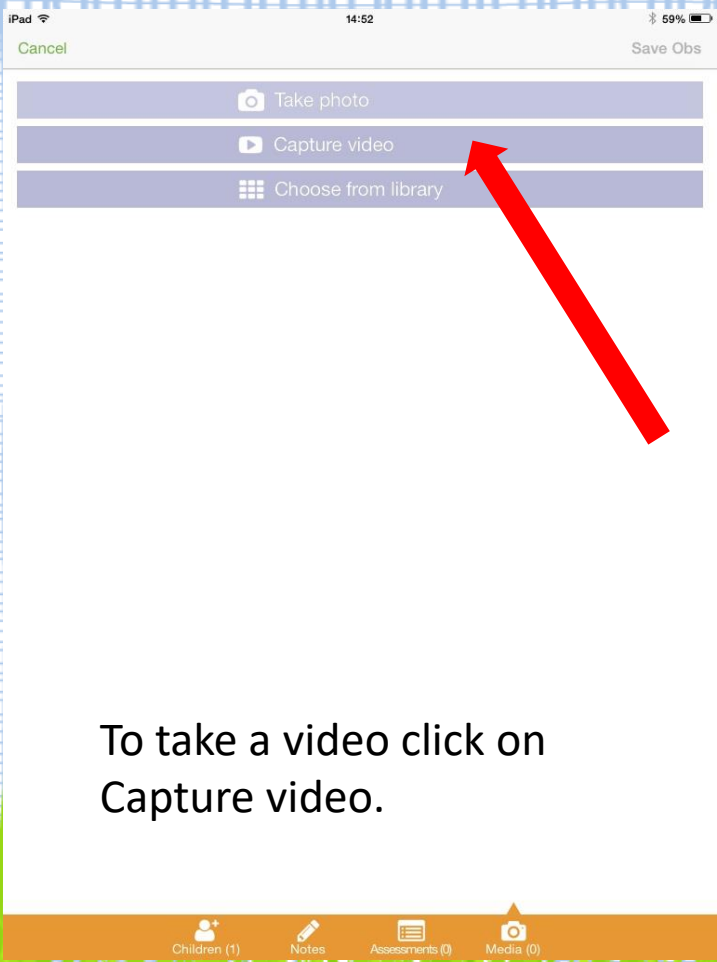 iPad 14:52 59%
Cancel Save Obs
Take photo
Capture video
Choose from library
To take a video click on
Capture video.
Children (1) Notes Assessments (0) Media (0)